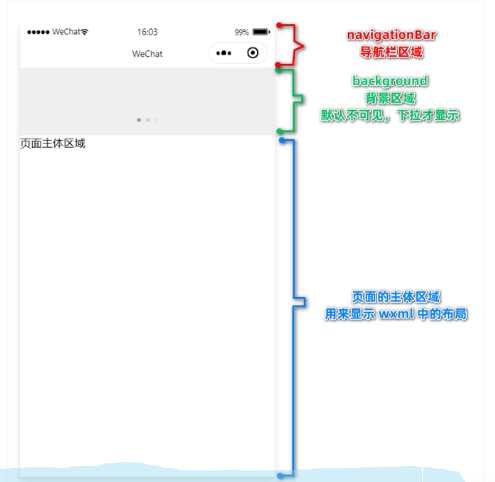 WeChat
16:03
99%
WeChat
页面主体区域
navigationBar
导航栏区域
background
背景区域
默认不可见，下拉才显示
页面的主体区域
用来显示 wxml 中的布局